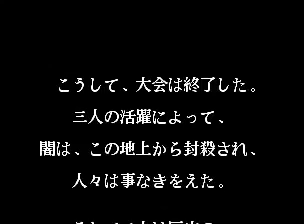 こうして、大会は終了した。
三人の活躍によって、
闇は、この地上から封殺され、
人々は事なきをえた。